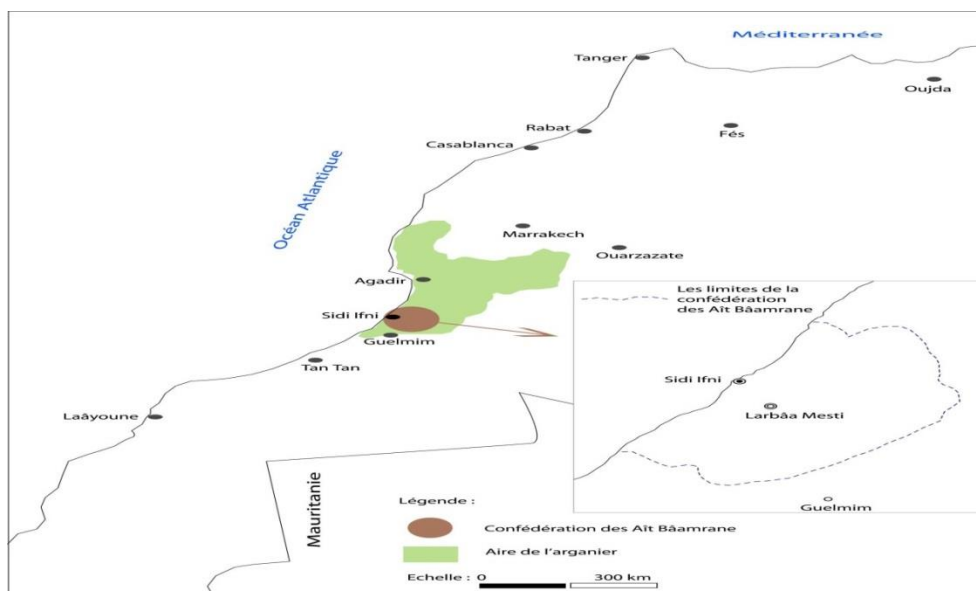 Méditerranée
Tanger
Oujda
Rabat
Fés
Casablanca
Océan Atlantique
Marrakech
Ouarzazate
Agadir
Sidi Ifni
Guelmim
Tan Tan
Laâyoune
Mauritanie
Les limites de la
confédération
des Aït Bâamrane
Sidi Ifni
Larbâa Mesti
Guelmim
Légende :
Confédération des Aït Bâamrane
Aire de l'arganier
Echelle : 0 300 km